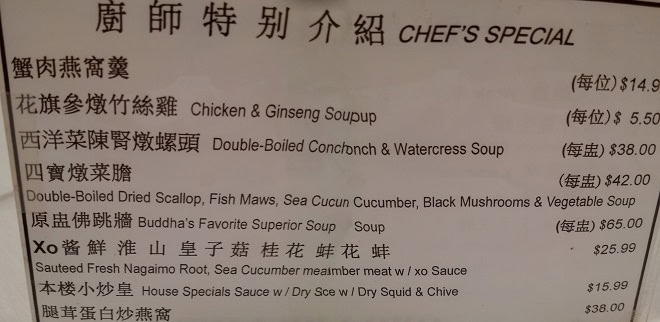 廚師特别介紹 CHEF'S SPECIAL
蟹肉燕窩羹 (每位) $14.9
花旗參燉竹絲雞 Chicken & Ginseng Soupup (每位) $ 5.50
西洋菜陳腎燉螺頭 Double-Boiled Conchonch & Watercress Soup (每盅) $38.00
四寶燉菜膽 (每盅) $42.00
Double-Boiled Dried Scallop, Fish Maws, Sea Cucun Cucumber, Black Mushrooms & Vegetable Soup
原盅佛跳牆 Buddha's Favorite Superior Soup Soup (每盅) $65.00
Xo酱鮮淮山皇子菇桂花蚌花蚌 $25.99
Sauteed Fresh Nagaimo Root, Sea Cucumber meaimber meat w / xo Sauce
本楼小炒皇 House Specials Sauce w / Dry Sce w / Dry Squid & Chive $15.99
腿茸蛋白炒燕窩 $38.00